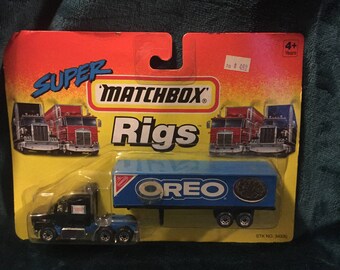 SUPER
4+
MATCHBOX
Rigs
OREO